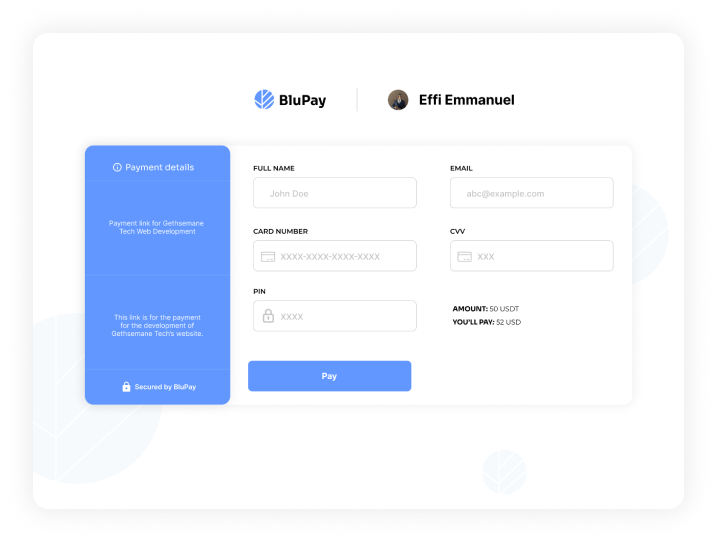 BluPay
Effi Emmanuel
Payment details
Payment link for Gethsemane
Tech Web Development
This link is for the payment
for the development of
Gethsemane Tech's website.
Secured by BluPay
FULL NAME
John Doe
EMAIL
abc@example.com
CARD NUMBER
XXXX-XXXX-XXXX-XXXX
CVV
XXX
PIN
XXXX
AMOUNT: 50 USDT
YOU'LL PAY: 52 USD
Pay